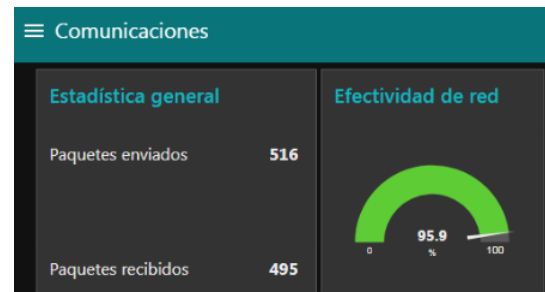 Comunicaciones
Estadística general
Paquetes enviados 516
Paquetes recibidos 495
Efectividad de red
95.9
%
0
100